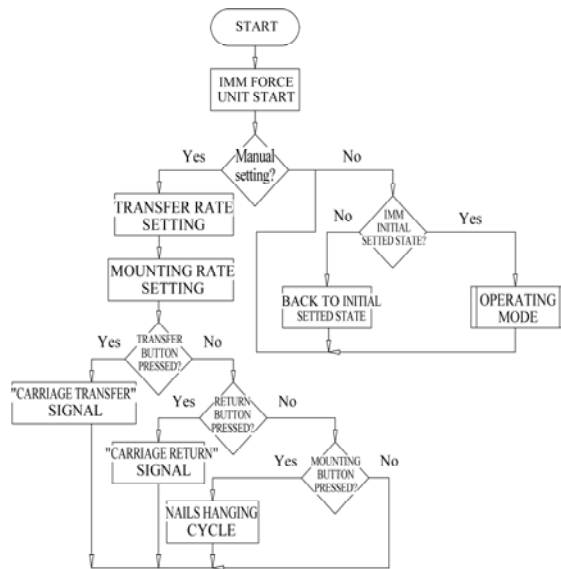 START
IMM FORCE
UNIT START
Manual
setting?
Yes
No
TRANSFER RATE
SETTING
IMM
INITIAL
SETTED STATE?
No
Yes
MOUNTING RATE
SETTING
BACK TO INITIAL
SETTED STATE
OPERATING
MODE
TRANSFER
BUTTON
PRESSED?
Yes
No
"CARRIAGE TRANSFER"
SIGNAL
RETURN
BUTTON
PRESSED?
Yes
No
"CARRIAGE RETURN"
SIGNAL
MOUNTING
BUTTON
PRESSED?
Yes
No
NAILS HANGING
CYCLE